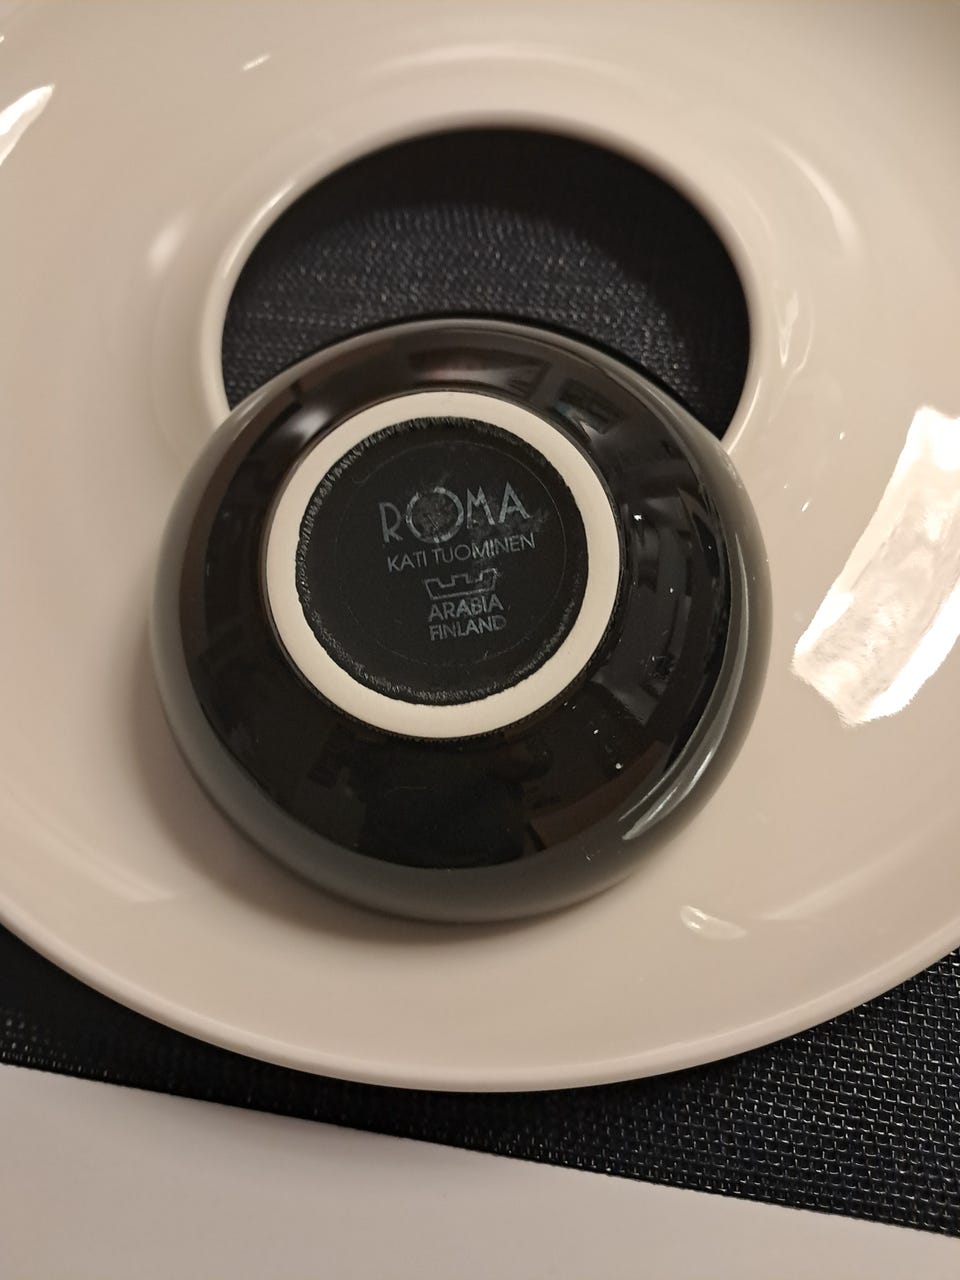 ROMA
KATI TUOMINEN
ARABIA
FINLAND